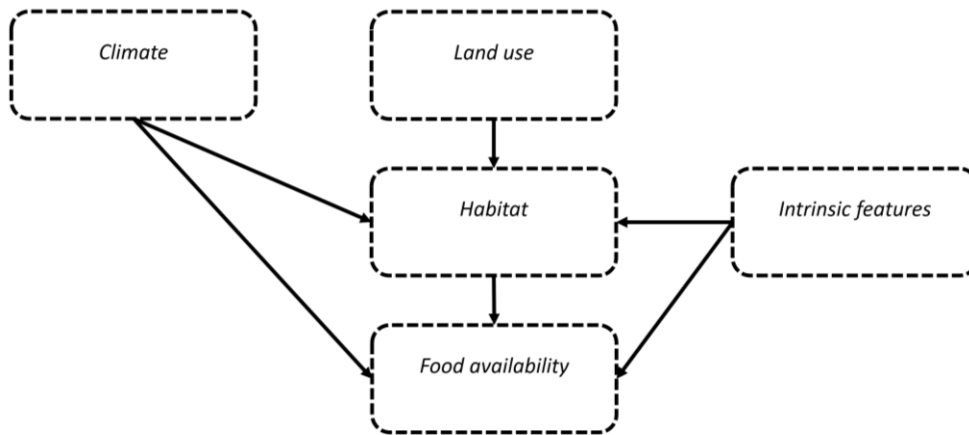 Climate
Land use
Habitat
Intrinsic features
Food availability